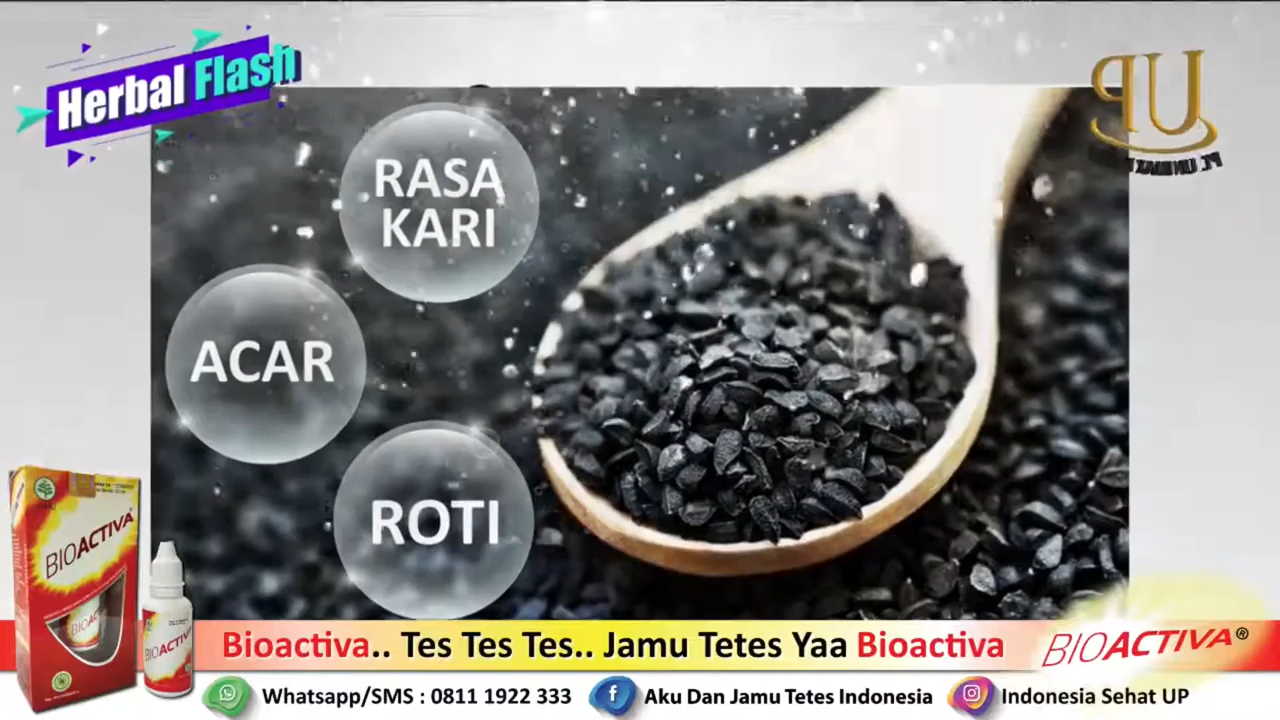 Herbal Flash
UP
RASA
KARI
ACAR
ROTI
BIOACTIVA
BIOACTIVA
Bioactiva.. Tes Tes Tes.. Jamu Tetes Yaa Bioactiva
BIOACTIVA®
Whatsapp/SMS : 0811 1922 333
Aku Dan Jamu Tetes Indonesia
Indonesia Sehat UP